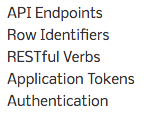 API Endpoints
Row Identifiers
RESTful Verbs
Application Tokens
Authentication